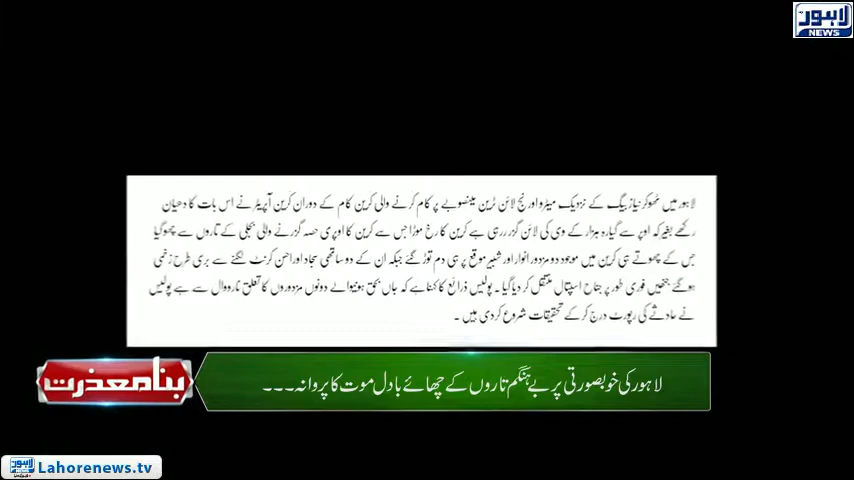 لاہور
NEWS
لاہور میں ٹھوکر نیاز بیگ کے نزدیک میٹرو اورنج لائن ٹرین منصوبے پر کام کرنے والی کرین کام کے دوران کرین آپریٹر نے اس بات کا دھیان
رکھے بغیر کہ اوپر سے گیارہ ہزار کے وی کی لائن گزر رہی ہے کرین کا رخ موڑا جس سے کرین کا اوپری حصہ گزرنے والی بجلی کے تاروں سے چھو گیا
جس کے چھوتے ہی کرین میں موجود دو مزدور انوار اور شبیر موقع پر ہی دم توڑ گئے جبکہ ان کے دو ساتھی سجاد اور احسن کرنٹ لگنے سے بری طرح زخمی
ہو گئے جنھیں فوری طور پر جناح اسپتال منتقل کر دیا گیا ۔ پولیس ذرائع کا کہنا ہے کہ جاں بحق ہونیوالے دونوں مزدوروں کا تعلق نارووال سے ہے پولیس
نے حادثے کی رپورٹ درج کر کے تحقیقات شروع کر دی ہیں ۔
بنا معذرت
لاہور کی خوبصورتی پر بے ہنگم تاروں کے چھائے بادل موت کا پروانہ ۔ ۔ ۔
لاہور Lahorenews.tv